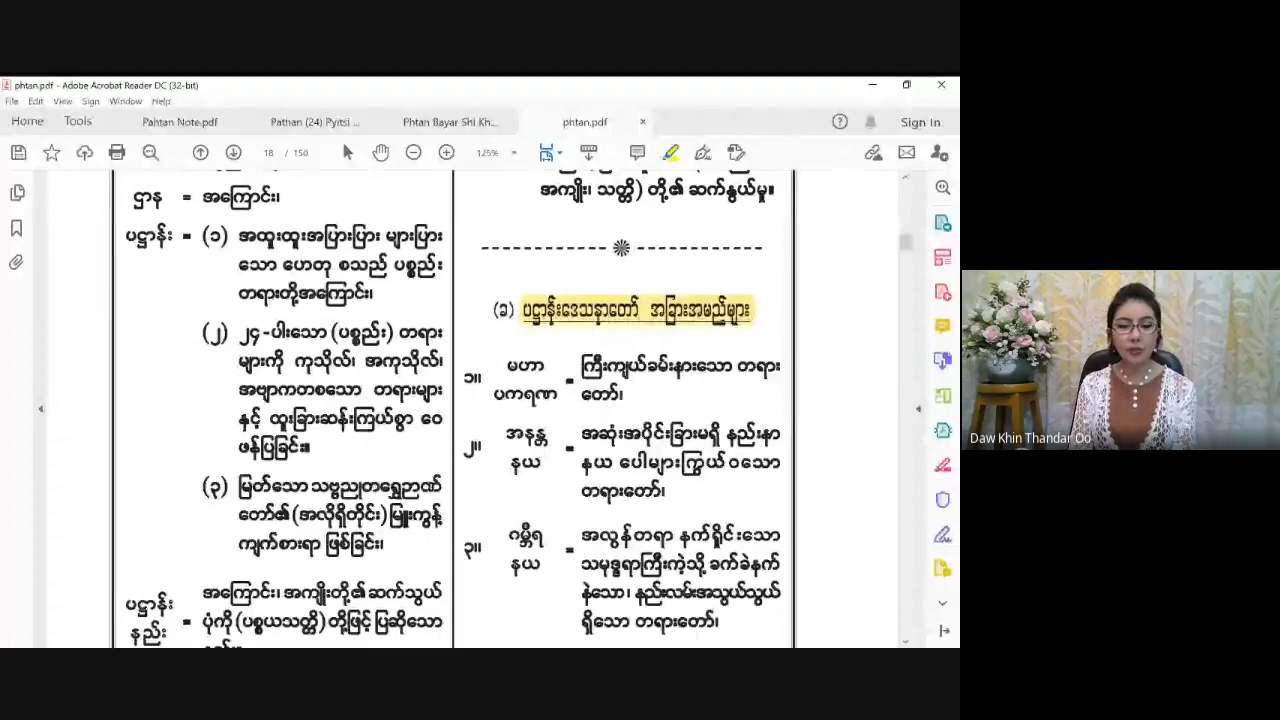 phtan.pdf - Adobe Acrobat Reader DC (32-bit)
File Edit View Sign Window Help
Home Tools Pahtan Note.pdf Pathan (24) Pyitsi ... Phtan Bayar Shi Kh... phtan.pdf × Sign In
18 / 150 125%
ဌာန = အကြောင်း၊
ပဋ္ဌာန်း = (၁) အထူးထူးအပြားပြား များပြား
သော ဟေတု စသည် ပစ္စည်း
တရားတို့အကြောင်း၊
(၂) ၂၄-ပါးသော (ပစ္စည်း) တရား
များကို ကုသိုလ်၊ အကုသိုလ်၊
အဗျာကတစသော တရားများ
နှင့် ထူးခြားဆန်းကြယ်စွာ ဝေ
ဖန်ပြခြင်း။
(၃) မြတ်သော သဗ္ဗညုတရွှေဉာဏ်
တော်၏ (အလိုရှိတိုင်း) မြူးကွန့်
ကျက်စားရာ ဖြစ်ခြင်း၊
ပဋ္ဌာန်း
နည်း
=
အကြောင်း၊ အကျိုးတို့၏ ဆက်သွယ်
ပုံကို (ပစ္စယသတ္တိ) တို့ဖြင့် ပြဆိုသော
အကျိုး၊ သတ္တိ) တို့၏ ဆက်နွယ်မှု။
(ခ) ပဋ္ဌာန်းဒေသနာတော် အခြားအမည်များ
၁။ မဟာ
ပကရဏ
= ကြီးကျယ်ခမ်းနားသော တရား
တော်၊
၂။ အနန္တ
နယ
= အဆုံးအပိုင်းခြားမရှိ နည်းနာ
နယ ပေါများကြွယ်ဝသော
တရားတော်၊
၃။ ဂမ္ဘီရ
နယ
= အလွန်တရာ နက်ရှိုင်းသော
သမုဒ္ဒရာကြီးကဲ့သို့ ခက်ခဲနက်
နဲသော၊ နည်းလမ်းအသွယ်သွယ်
ရှိသော တရားတော်၊
Daw Khin Thandar Oo